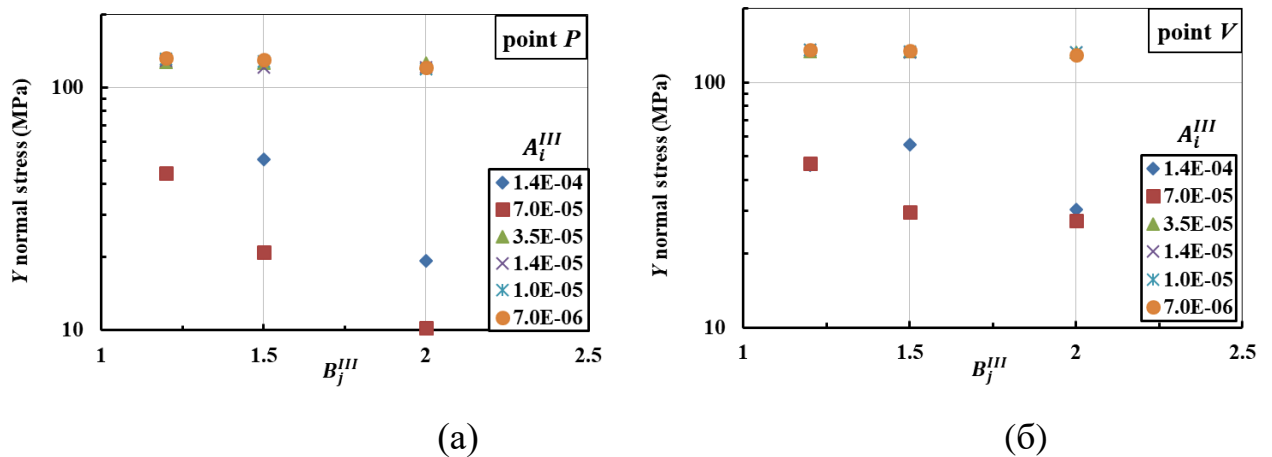 point P
Y normal stress (MPa)
100
10
1
1.5
2
2.5
B_j^{III}
A_i^{III}
1.4E-04
7.0E-05
3.5E-05
1.4E-05
1.0E-05
7.0E-06
(а)
point V
Y normal stress (MPa)
100
10
1
1.5
2
2.5
B_j^{III}
A_i^{III}
1.4E-04
7.0E-05
3.5E-05
1.4E-05
1.0E-05
7.0E-06
(б)